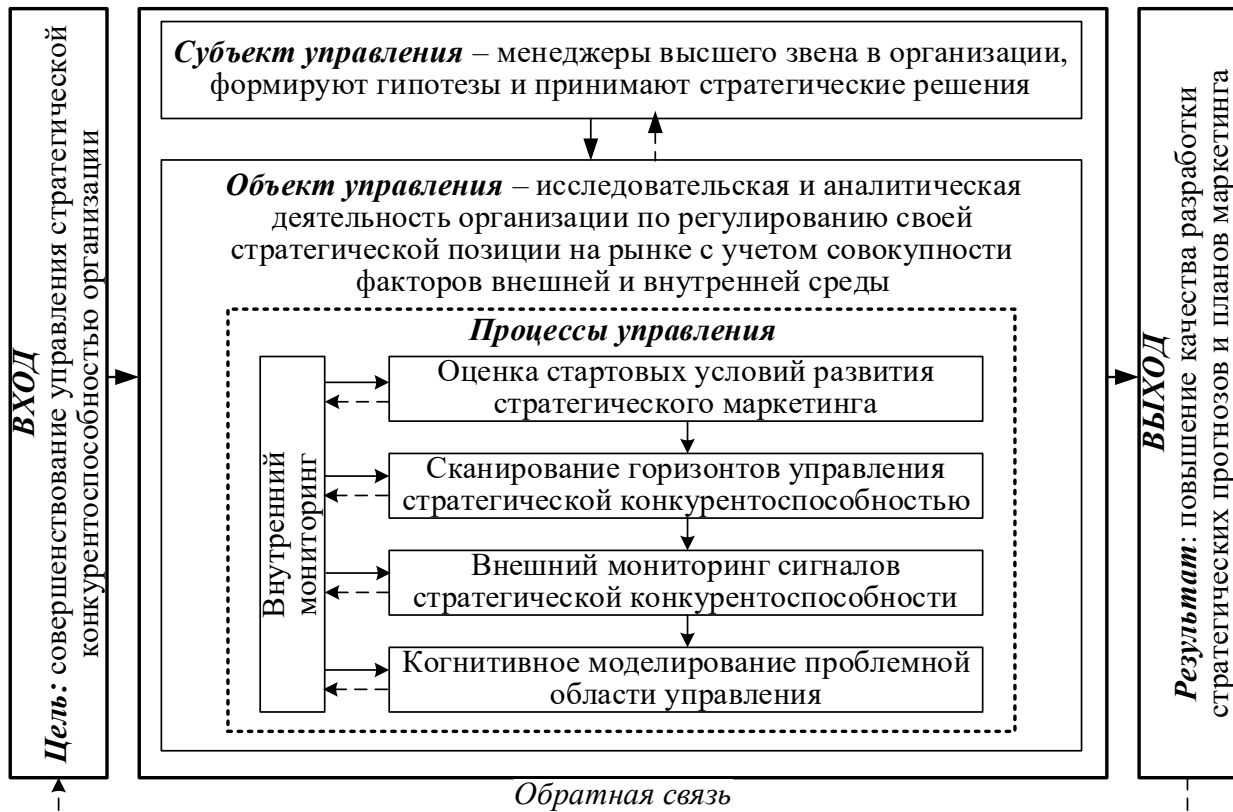 ВХОД
Цель: совершенствование управления стратегической
конкурентоспособностью организации
Субъект управления – менеджеры высшего звена в организации,
формируют гипотезы и принимают стратегические решения
Объект управления – исследовательская и аналитическая
деятельность организации по регулированию своей
стратегической позиции на рынке с учетом совокупности
факторов внешней и внутренней среды
Процессы управления
Внутренний
мониторинг
Оценка стартовых условий развития
стратегического маркетинга
Сканирование горизонтов управления
стратегической конкурентоспособностью
Внешний мониторинг сигналов
стратегической конкурентоспособности
Когнитивное моделирование проблемной
области управления
ВЫХОД
Результат: повышение качества разработки
стратегических прогнозов и планов маркетинга
Обратная связь